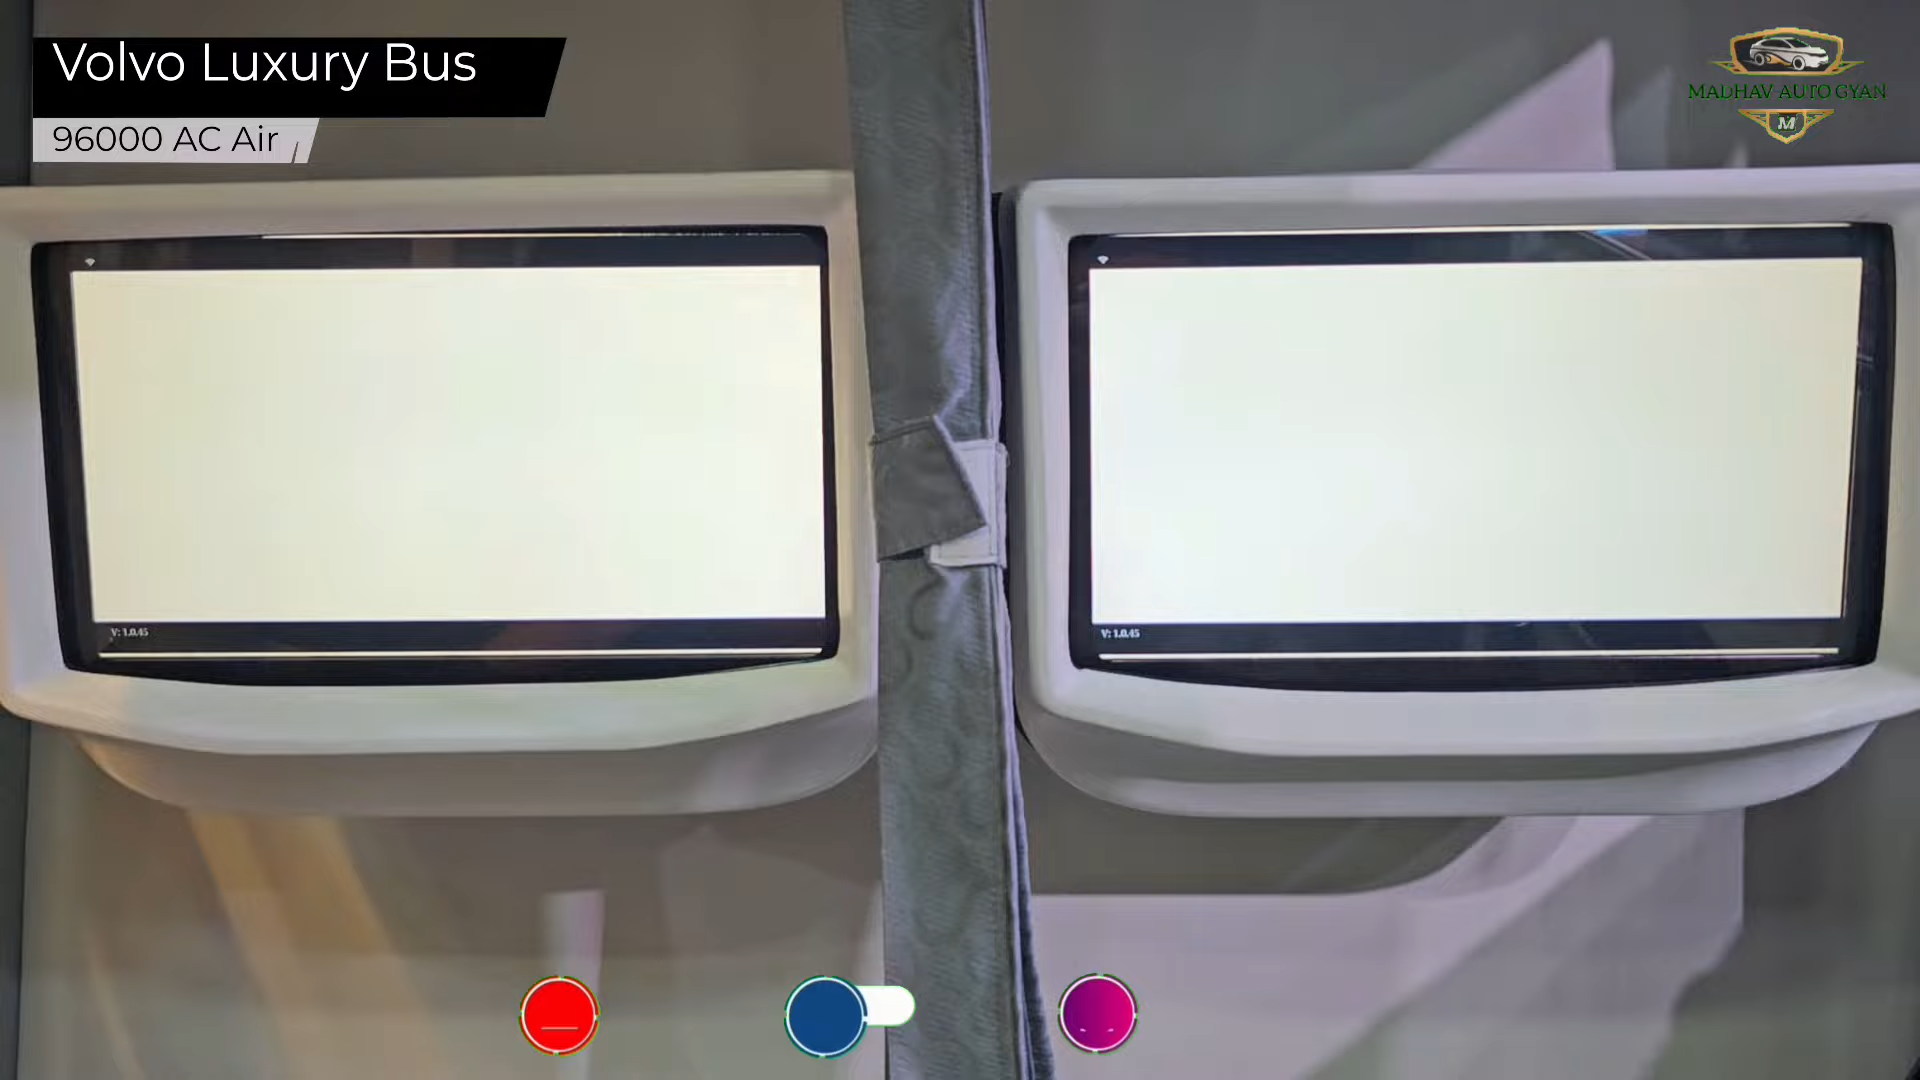 Volvo Luxury Bus
96000 AC Air
MADHAV AUTO GYAN
M
V: 1.0.45
V: 1.0.45